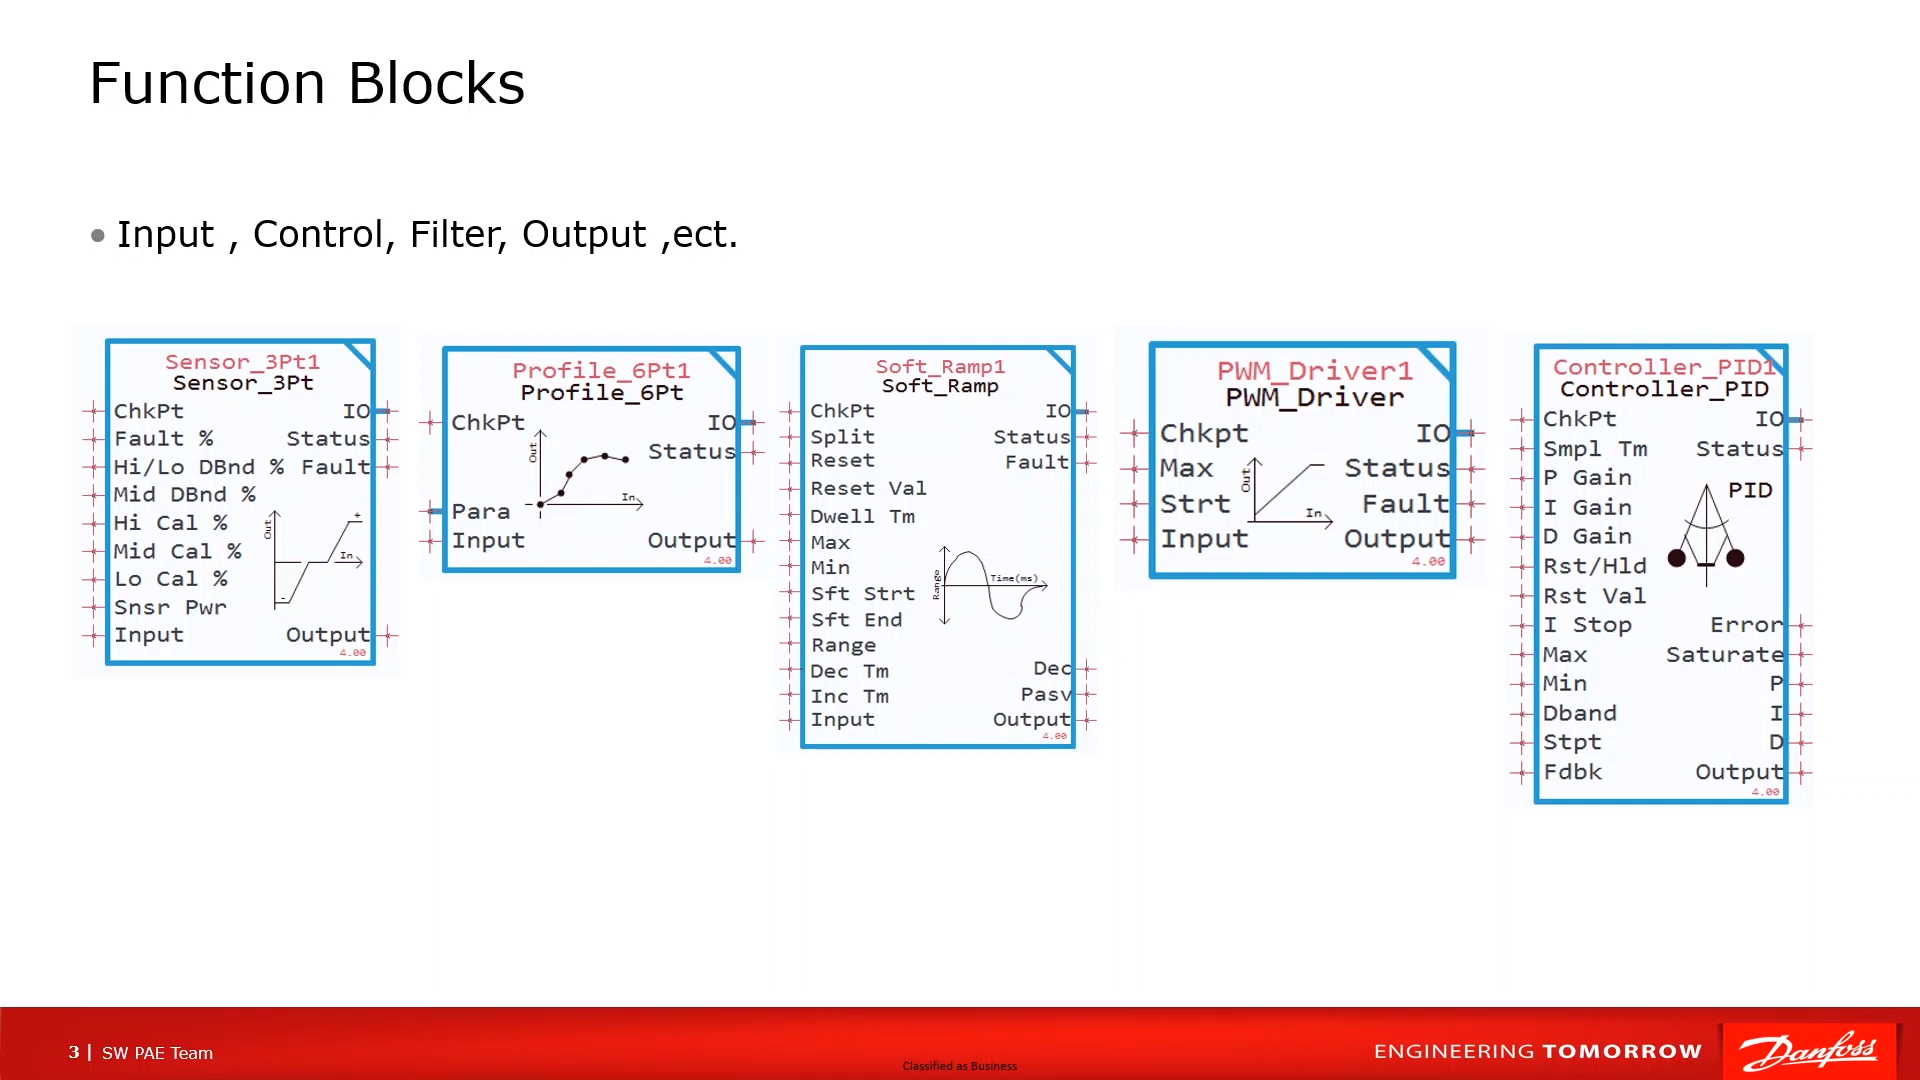 Function Blocks
Input , Control, Filter, Output ,ect.
Sensor_3Pt1
Sensor_3Pt
ChkPt IO
Fault % Status
Hi/Lo DBnd % Fault
Mid DBnd %
Hi Cal %
Mid Cal %
Lo Cal %
Snsr Pwr
Input Output
Out
In
+
-
4.00
Profile_6Pt1
Profile_6Pt
ChkPt IO
Status
Out
In
Para
Input Output
4.00
Soft_Ramp1
Soft_Ramp
ChkPt IO
Split Status
Reset Fault
Reset Val
Dwell Tm
Max
Min
Sft Strt
Sft End
Range
Dec Tm Dec
Inc Tm Pasv
Input Output
Range
Time(ms)
4.00
PWM_Driver1
PWM_Driver
Chkpt IO
Max Status
Strt Fault
Input Output
Out
In
4.00
Controller_PID1
Controller_PID
ChkPt IO
Smpl Tm Status
P Gain
PID
I Gain
D Gain
Rst/Hld
Rst Val
I Stop Error
Max Saturate
Min P
Dband I
Stpt D
Fdbk Output
4.00
3 | SW PAE Team
Classified as Business
ENGINEERING TOMORROW
Danfoss